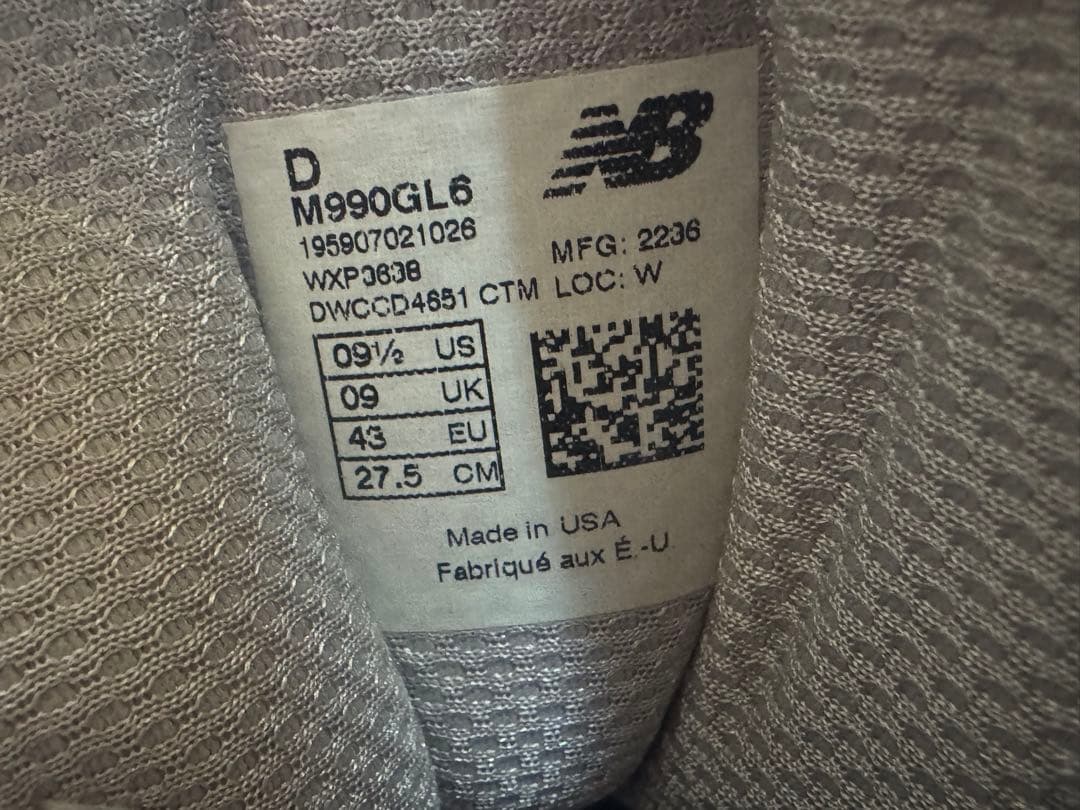 D
NB
M990GL6
195907021026
MFG: 2236
WXP3638
DWCCD4651 CTM LOC: W
09½ US
09 UK
43 EU
27.5 CM
Made in USA
Fabriqué aux É.-U.